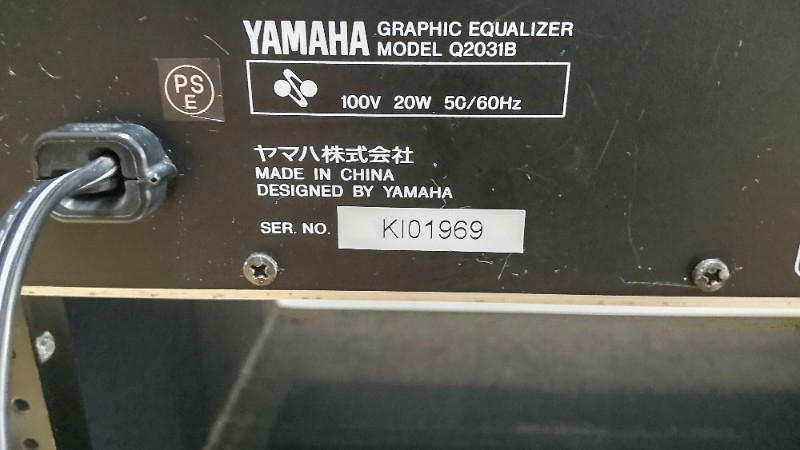 YAMAHA GRAPHIC EQUALIZER
MODEL Q2031B
PS
E
100V 20W 50/60Hz
ヤマハ株式会社
MADE IN CHINA
DESIGNED BY YAMAHA
SER. NO. KI01969